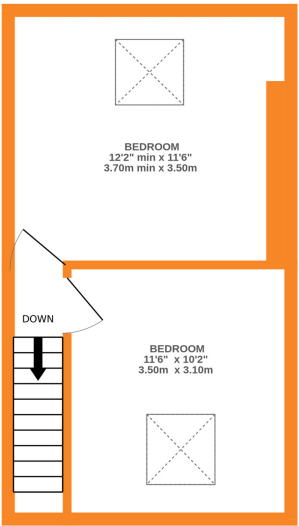 BEDROOM
12'2" min x 11'6"
3.70m min x 3.50m
DOWN
BEDROOM
11'6" x 10'2"
3.50m x 3.10m